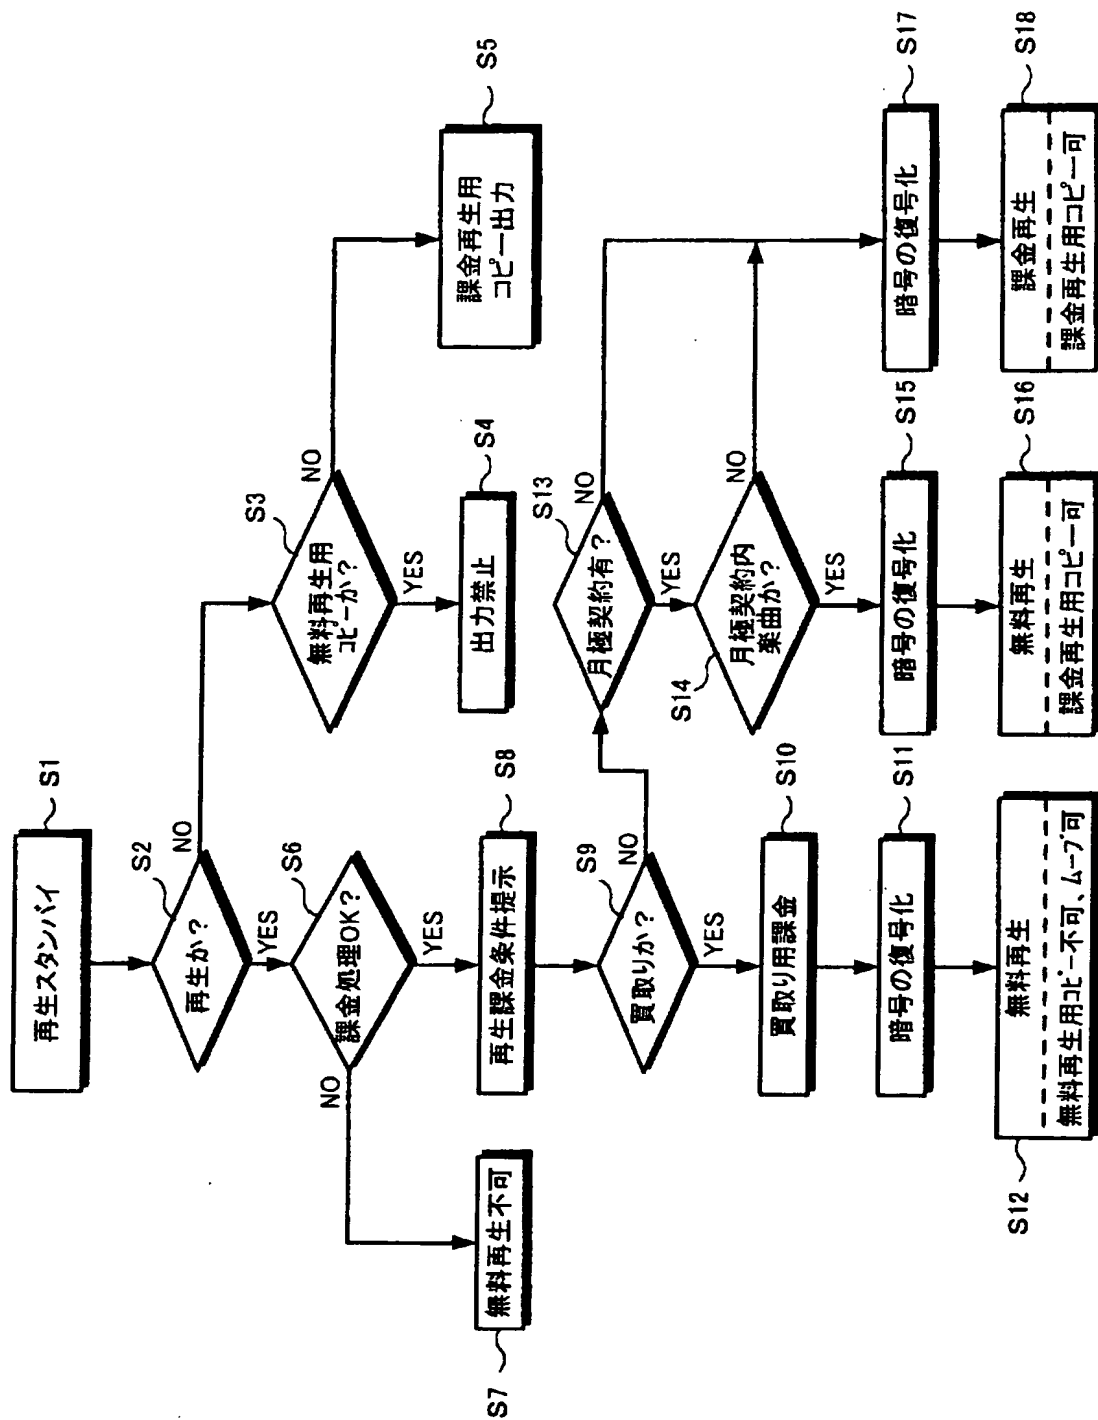 再生スタンバイ
S1
再生か?
S2
NO
YES
無料再生用
コピーか?
S3
NO
YES
出力禁止
S4
課金再生用
コピー出力
S5
課金処理OK?
S6
NO
YES
無料再生不可
S7
再生課金条件提示
S8
買取りか?
S9
NO
YES
買取り用課金
S10
暗号の復号化
S11
無料再生
無料再生用コピー不可、ムーブ可
S12
月極契約有?
S13
NO
YES
月極契約内
楽曲か?
S14
NO
YES
暗号の復号化
S15
無料再生
課金再生用コピー可
S16
暗号の復号化
S17
課金再生
課金再生用コピー可
S18